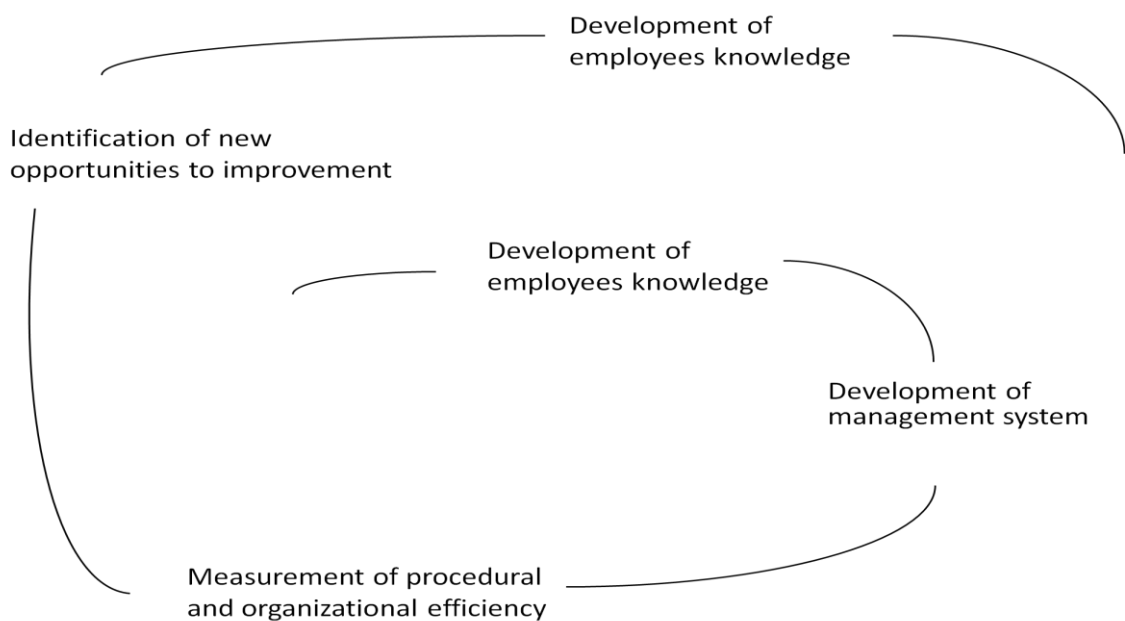 Development of
employees knowledge
Identification of new
opportunities to improvement
Development of
employees knowledge
Development of
management system
Measurement of procedural
and organizational efficiency